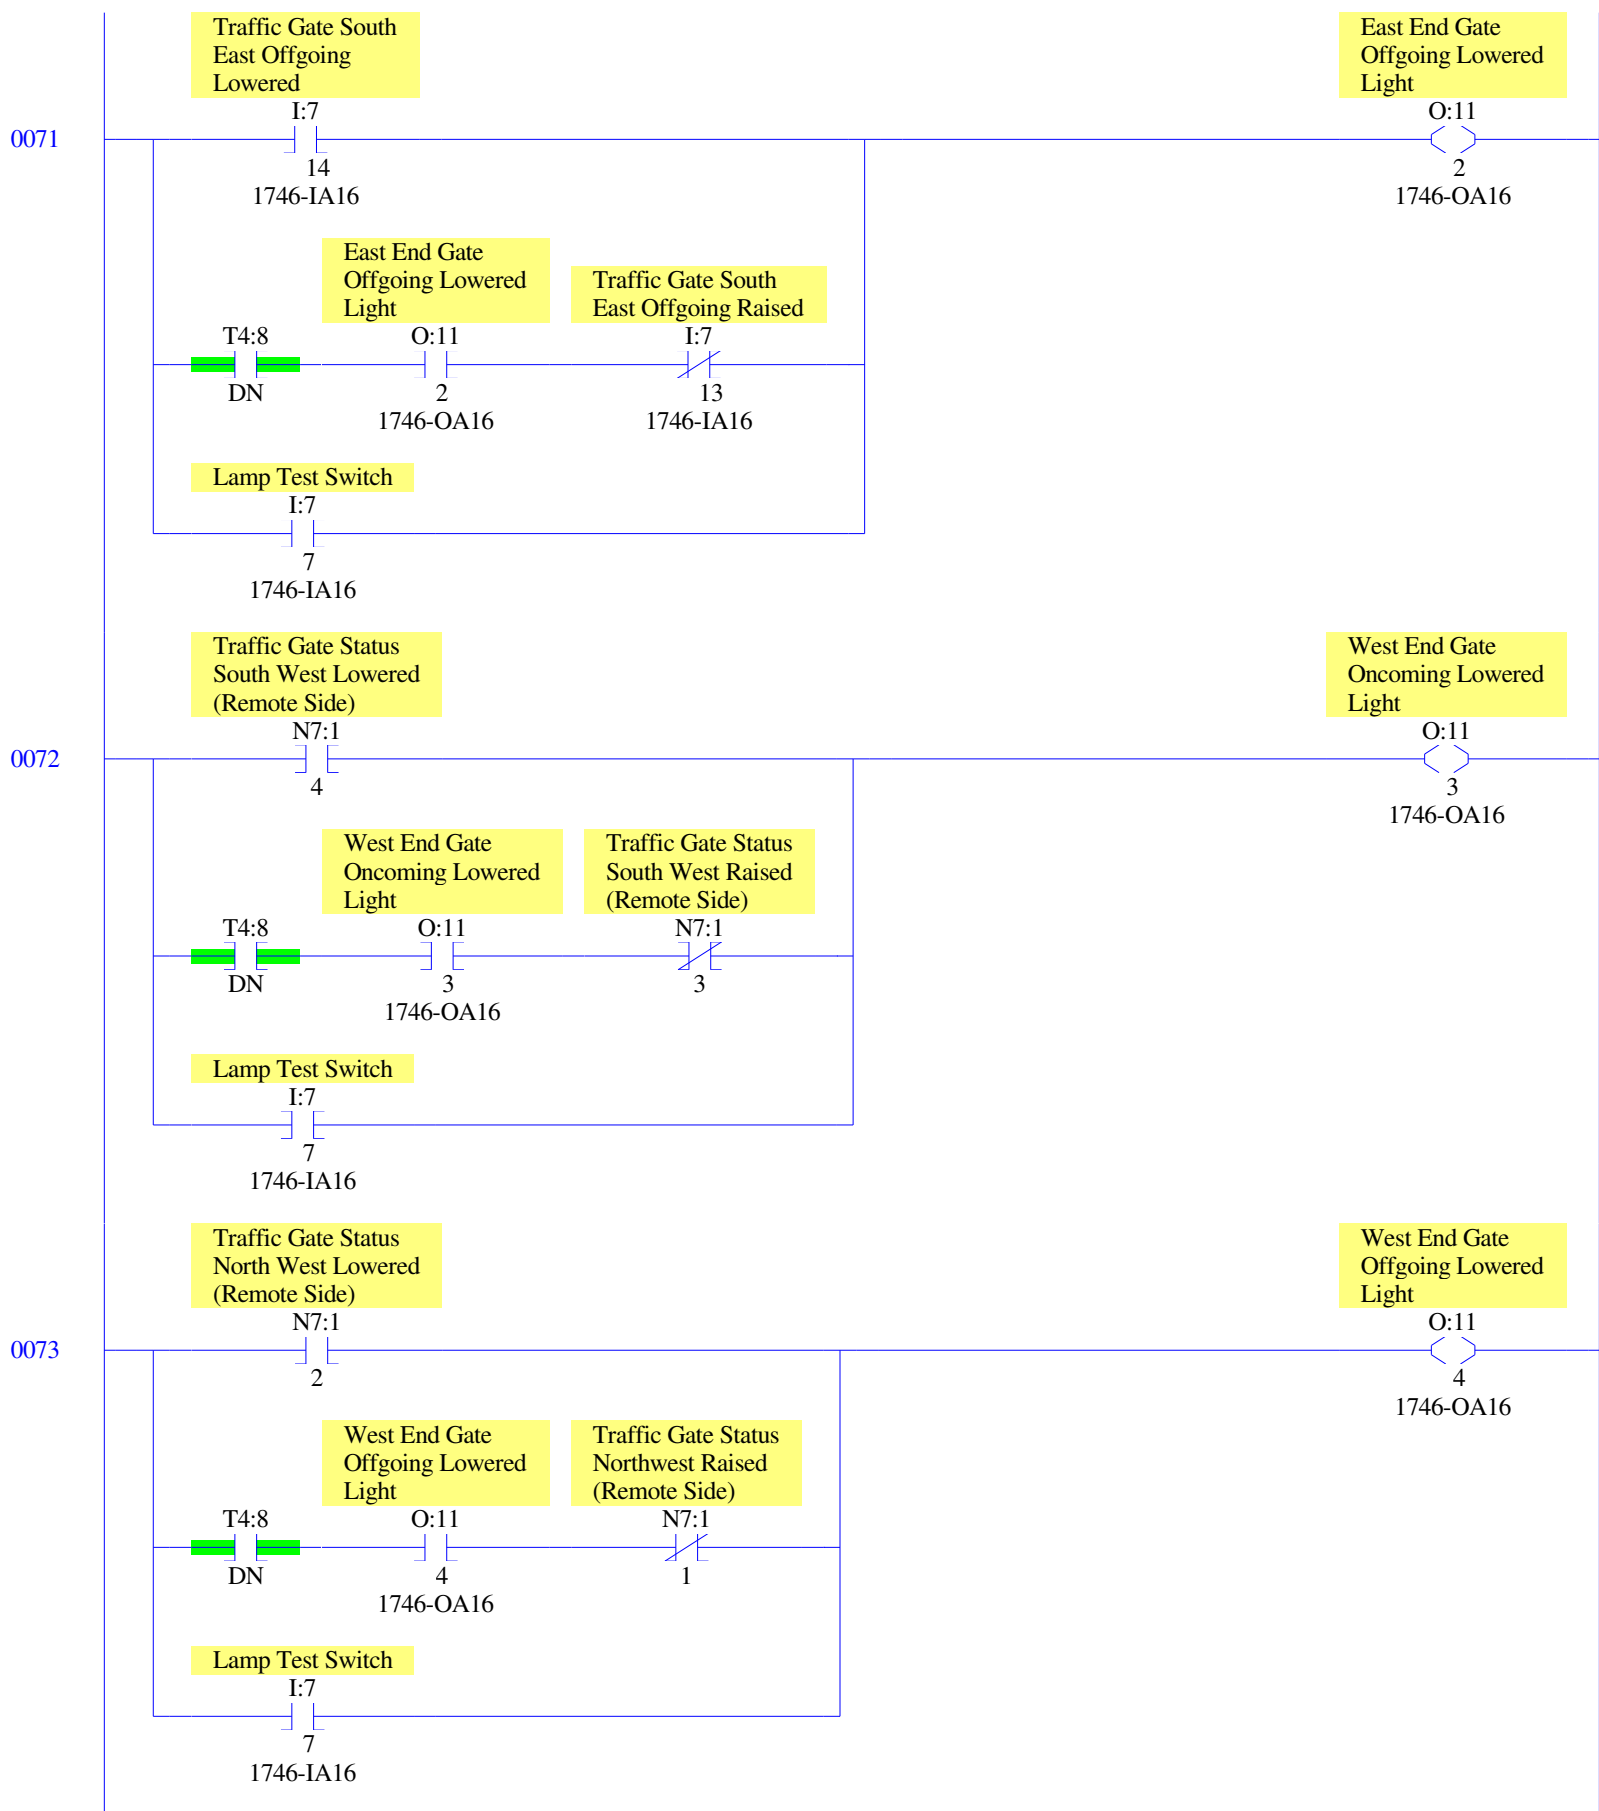 Traffic Gate South
East Offgoing
Lowered
I:7
14
1746-IA16
East End Gate
Offgoing Lowered
Light
O:11
2
1746-OA16
0071
T4:8
DN
East End Gate
Offgoing Lowered
Light
O:11
2
1746-OA16
Traffic Gate South
East Offgoing Raised
I:7
13
1746-IA16
Lamp Test Switch
I:7
7
1746-IA16
Traffic Gate Status
South West Lowered
(Remote Side)
N7:1
4
West End Gate
Oncoming Lowered
Light
O:11
3
1746-OA16
0072
T4:8
DN
West End Gate
Oncoming Lowered
Light
O:11
3
1746-OA16
Traffic Gate Status
South West Raised
(Remote Side)
N7:1
3
Lamp Test Switch
I:7
7
1746-IA16
Traffic Gate Status
North West Lowered
(Remote Side)
N7:1
2
West End Gate
Offgoing Lowered
Light
O:11
4
1746-OA16
0073
T4:8
DN
West End Gate
Offgoing Lowered
Light
O:11
4
1746-OA16
Traffic Gate Status
Northwest Raised
(Remote Side)
N7:1
1
Lamp Test Switch
I:7
7
1746-IA16